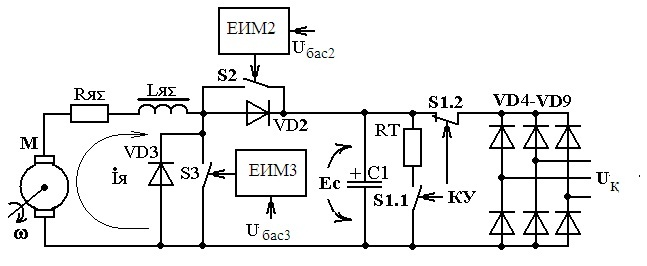 ЕИМ2
Uбас2
S2
RяΣ
LяΣ
VD2
S1.2
VD4-VD9
RT
M
VD3
iя
S3
ЕИМ3
Ec
+
C1
S1.1
КУ
UK
Uбас3
ω